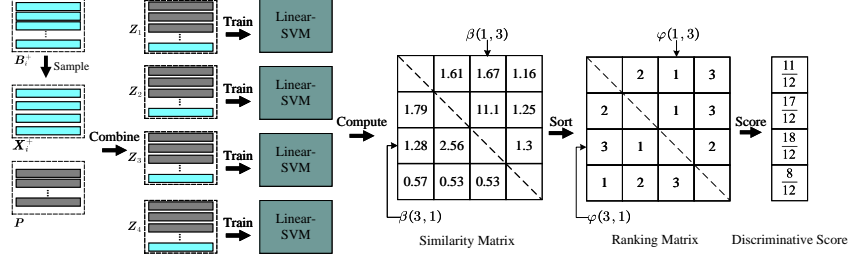 B_i^+
Sample
X_i^+
Combine
P
Z_1
Train
Linear-
SVM
Z_2
Train
Linear-
SVM
Z_3
Train
Linear-
SVM
Z_4
Train
Linear-
SVM
Compute
β(1, 3)
1.61 1.67 1.16
1.79 11.1 1.25
1.28 2.56 1.3
0.57 0.53 0.53
β(3, 1)
Similarity Matrix
Sort
φ(1, 3)
2 1 3
2 1 3
3 1 2
1 2 3
φ(3, 1)
Ranking Matrix
Score
11/12
17/12
18/12
8/12
Discriminative Score